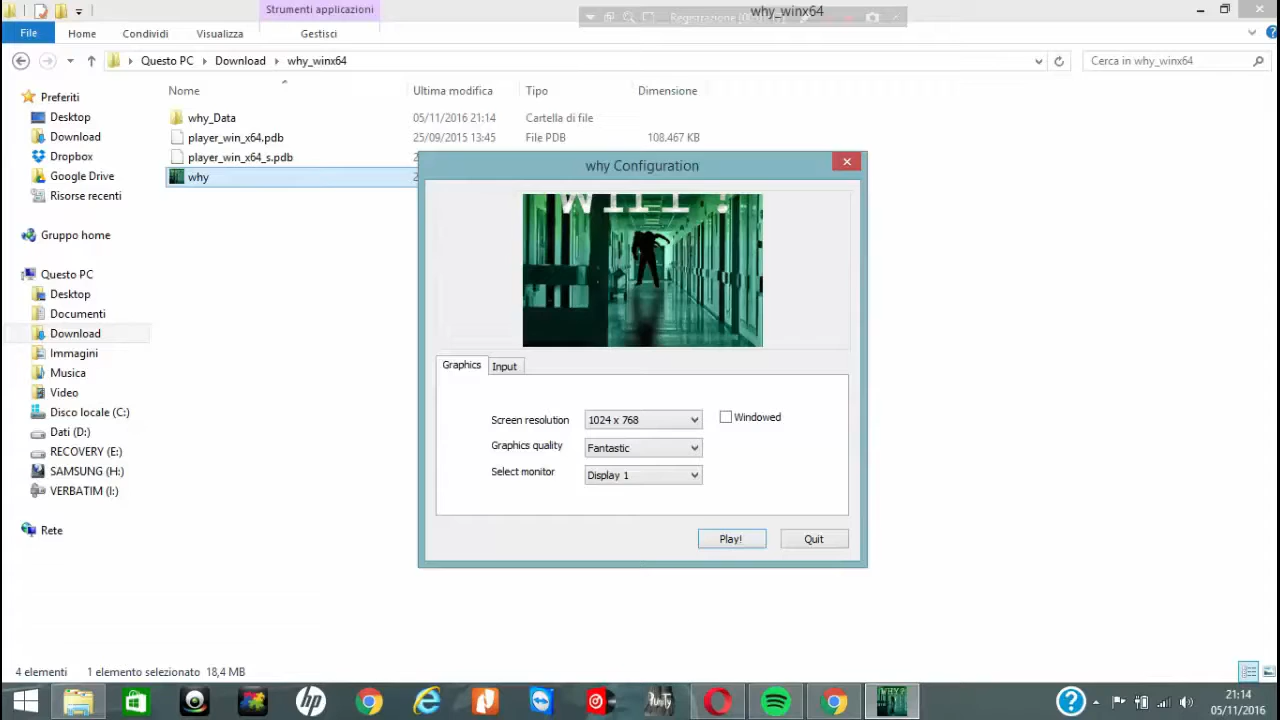 Strumenti applicazioni
why_winx64
File
Home
Condividi
Visualizza
Gestisci
Questo PC
Download
why_winx64
Cerca in why_winx64
Nome
Ultima modifica
Tipo
Dimensione
Preferiti
Desktop
Download
Dropbox
Google Drive
Risorse recenti
Gruppo home
Questo PC
Desktop
Documenti
Download
Immagini
Musica
Video
Disco locale (C:)
Dati (D:)
RECOVERY (E:)
SAMSUNG (H:)
VERBATIM (I:)
Rete
why_Data
05/11/2016 21:14
Cartella di file
player_win_x64.pdb
25/09/2015 13:45
File PDB
108.467 KB
player_win_x64_s.pdb
why
why Configuration
Graphics
Input
Screen resolution
1024 x 768
Windowed
Graphics quality
Fantastic
Select monitor
Display 1
Play!
Quit
4 elementi
1 elemento selezionato 18,4 MB
hp
21:14
05/11/2016